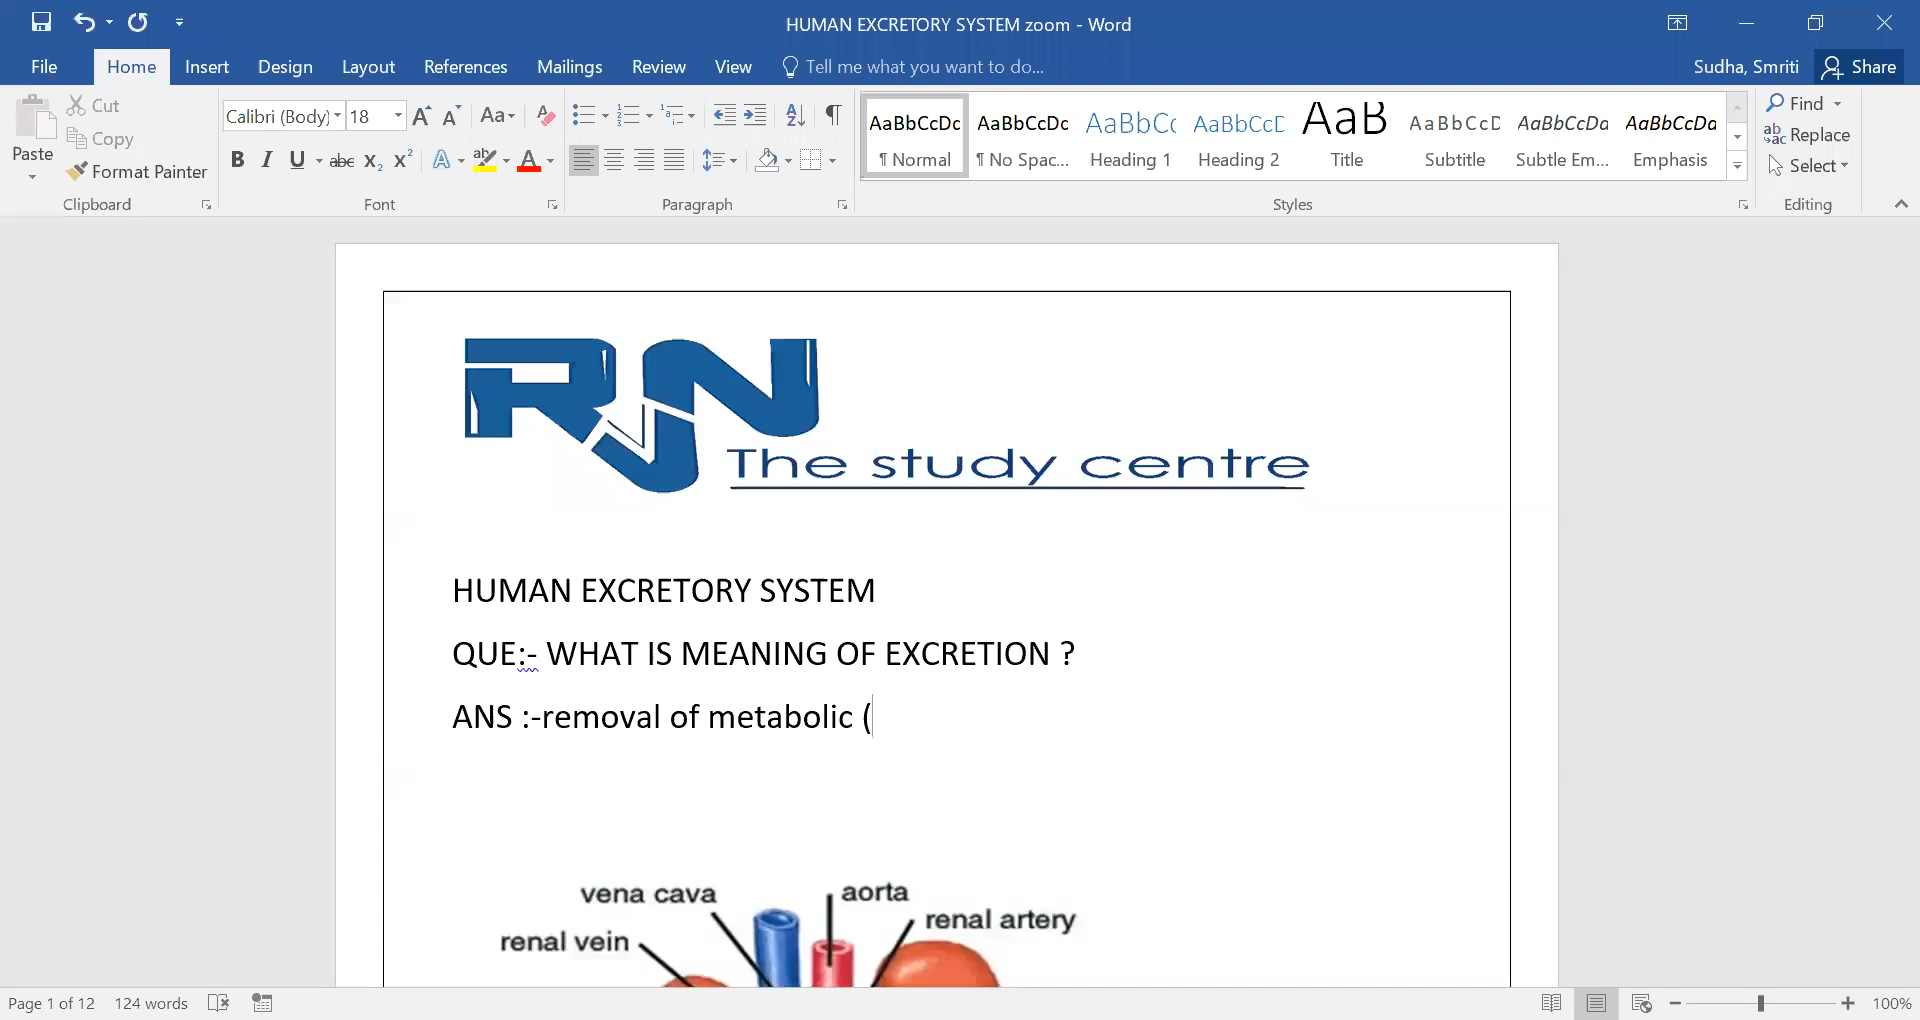 HUMAN EXCRETORY SYSTEM zoom - Word
File Home Insert Design Layout References Mailings Review View Tell me what you want to do... Sudha, Smriti Share
Paste
Cut
Copy
Format Painter
Clipboard
Calibri (Body) 18
Font
Paragraph
AaBbCcDc AaBbCcDc AaBbCc AaBbCcD AaB AaBbCcD AaBbCcDa AaBbCcDa
¶ Normal ¶ No Spac... Heading 1 Heading 2 Title Subtitle Subtle Em... Emphasis
Styles
Find
Replace
Select
Editing
RJN
The study centre
HUMAN EXCRETORY SYSTEM
QUE:- WHAT IS MEANING OF EXCRETION ?
ANS :-removal of metabolic (
vena cava
aorta
renal artery
renal vein
Page 1 of 12 124 words 100%